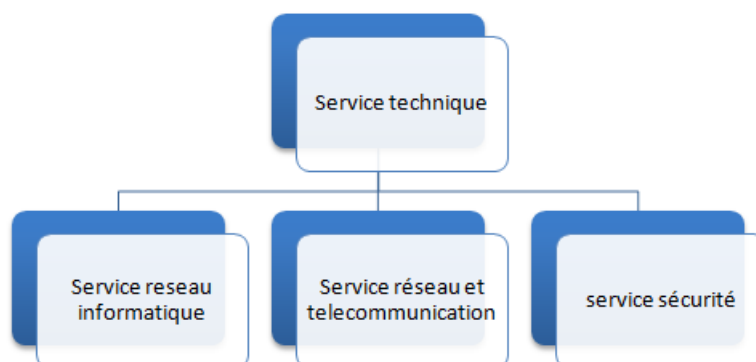 Service technique
Service reseau
informatique
Service réseau et
telecommunication
service sécurité